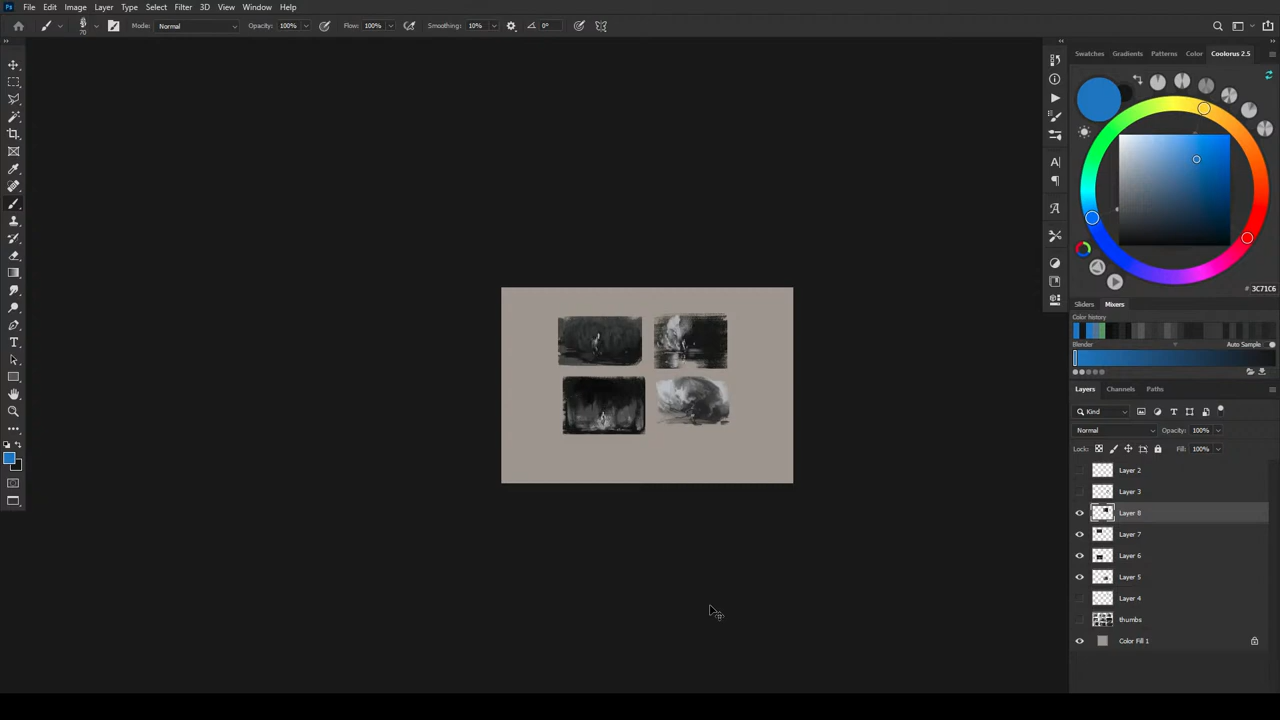 Ps File Edit Image Layer Type Select Filter 3D View Window Help
70 Mode: Normal Opacity: 100% Flow: 100% Smoothing: 10% 0°
Swatches Gradients Patterns Color Coolorus 2.5
# 3C71C6
Sliders Mixers
Color history
Blender Auto Sample
Layers Channels Paths
Kind
Normal Opacity: 100%
Lock: Fill: 100%
Layer 2
Layer 3
Layer 8
Layer 7
Layer 6
Layer 5
Layer 4
thumbs
Color Fill 1